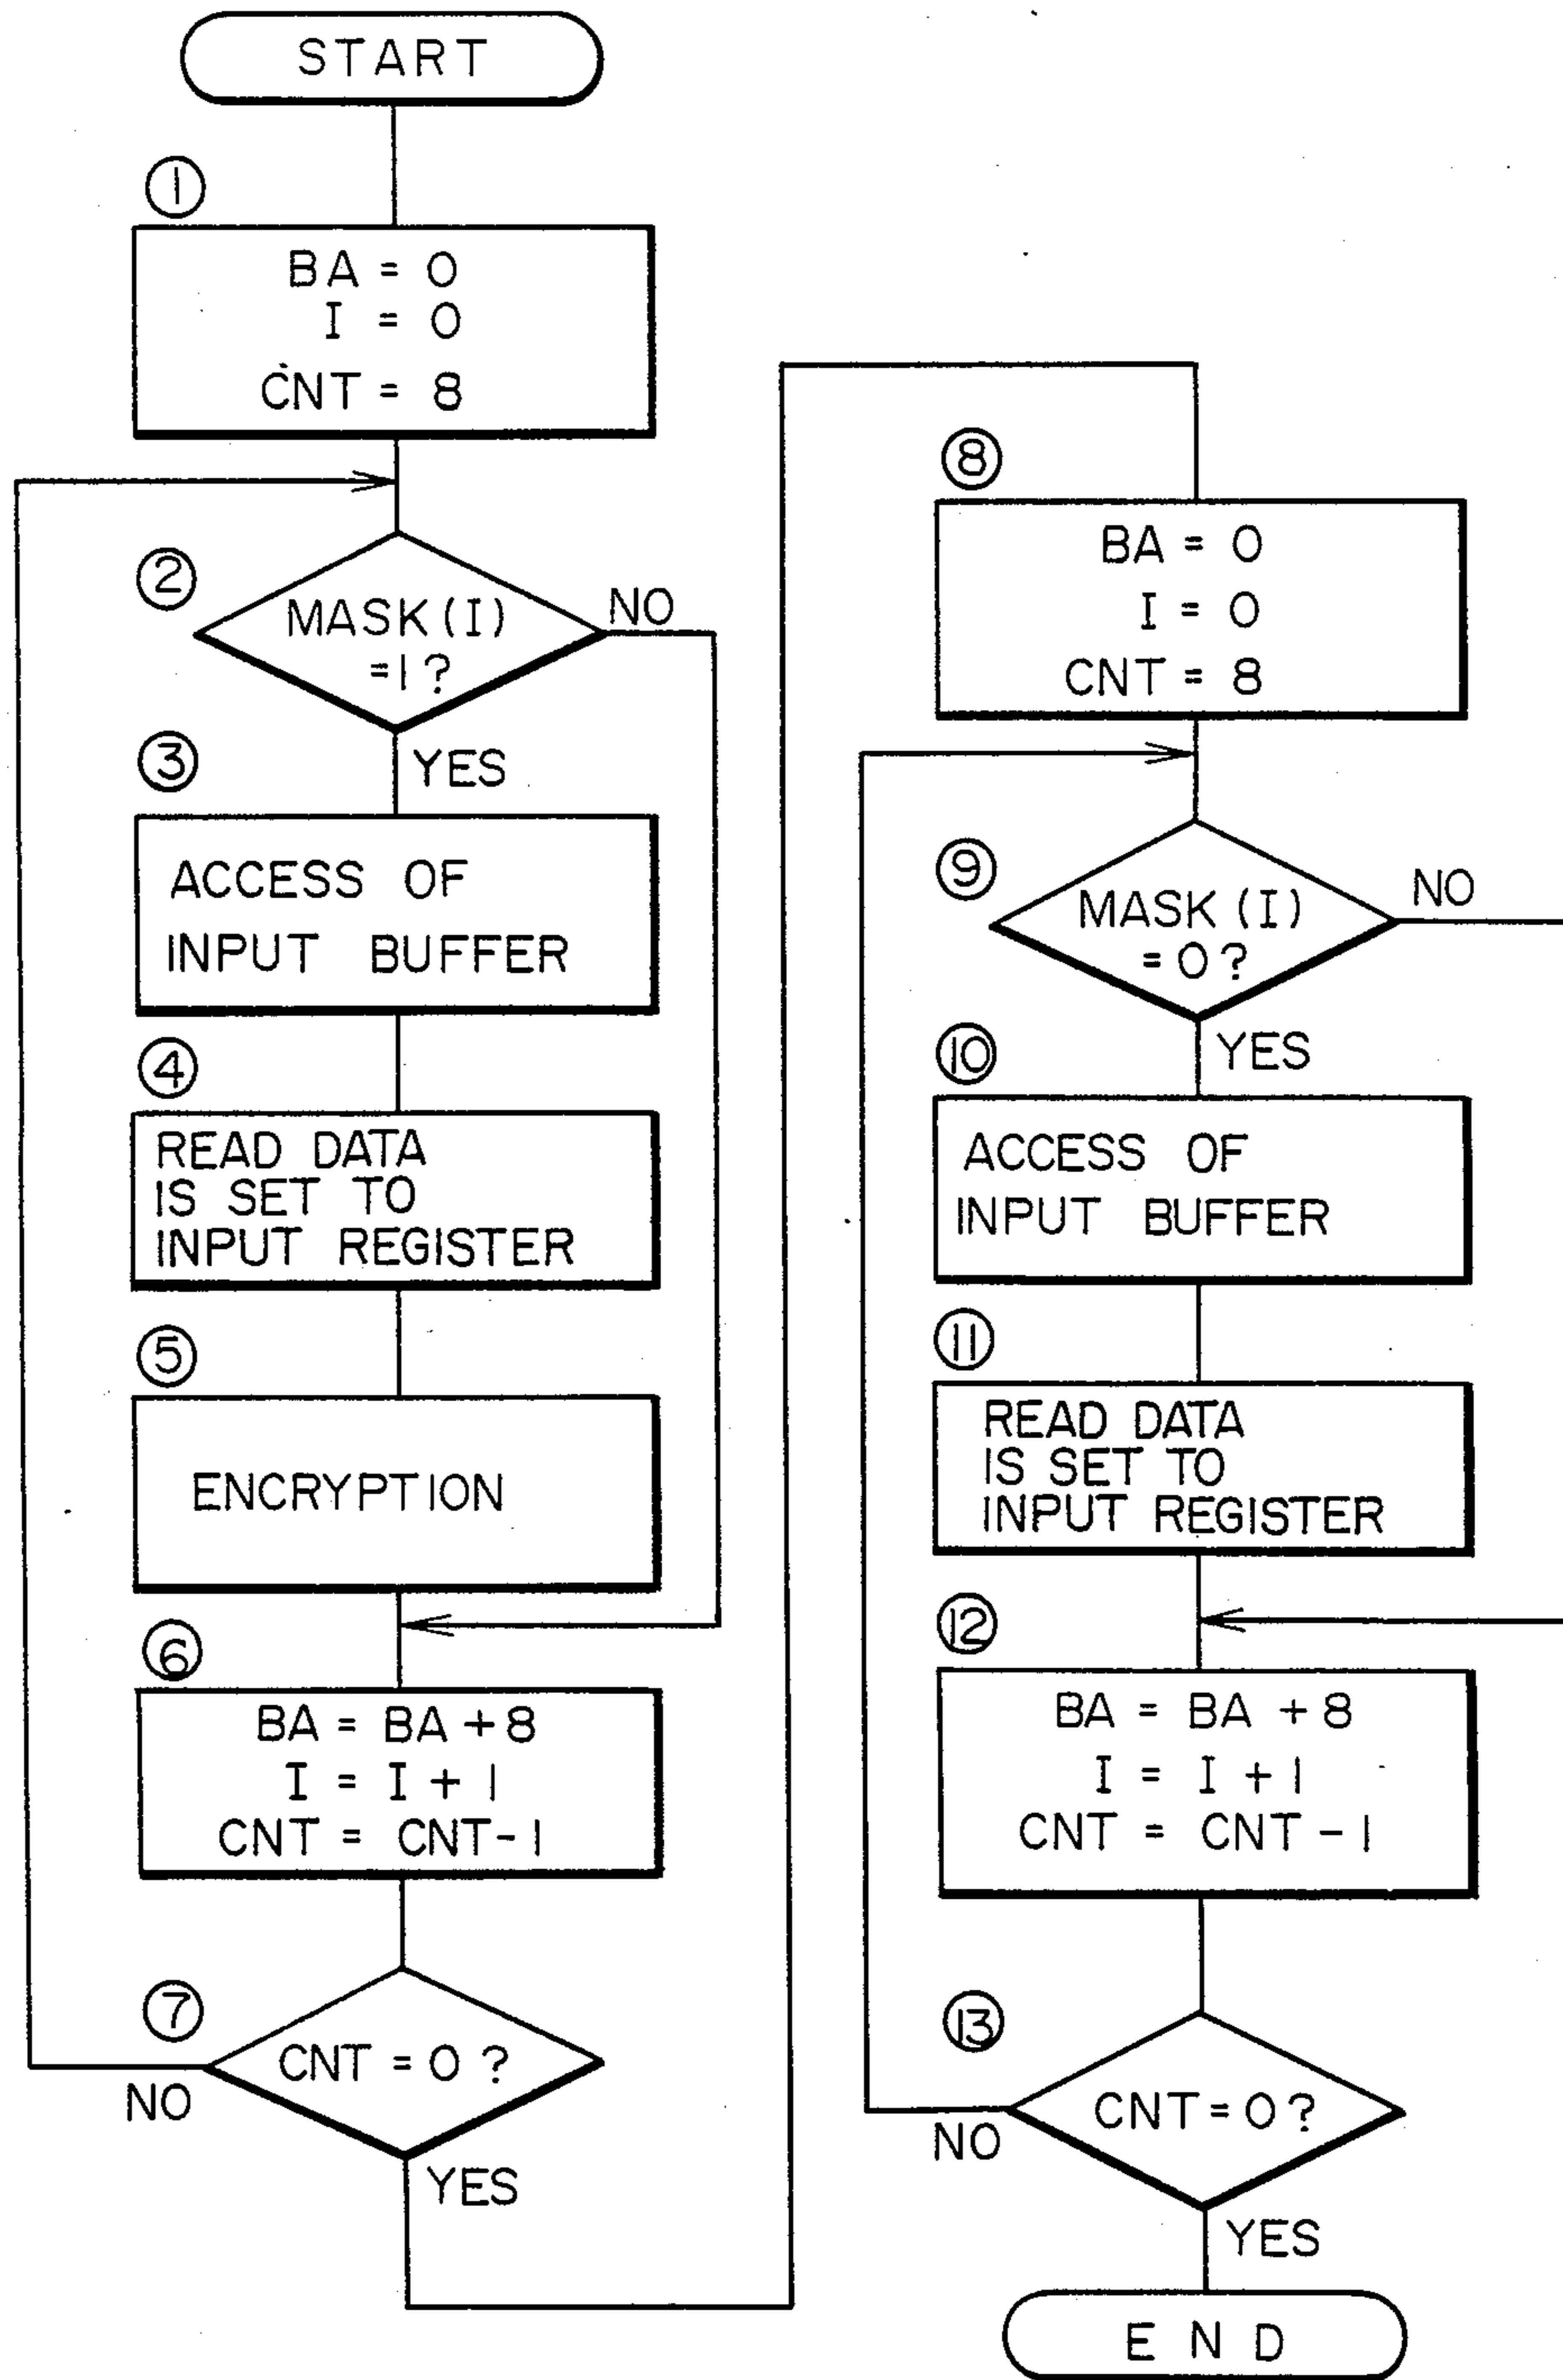 START
①
BA = 0
I = 0
CNT = 8
②
MASK(I)
=1?
NO
YES
③
ACCESS OF
INPUT BUFFER
④
READ DATA
IS SET TO
INPUT REGISTER
⑤
ENCRYPTION
⑥
BA = BA +8
I = I + 1
CNT = CNT-1
⑦
CNT = 0 ?
NO
YES
⑧
BA = 0
I = 0
CNT = 8
⑨
MASK (I)
= 0 ?
NO
YES
⑩
ACCESS OF
INPUT BUFFER
⑪
READ DATA
IS SET TO
INPUT REGISTER
⑫
BA = BA +8
I = I + 1
CNT = CNT -1
⑬
CNT = 0 ?
NO
YES
END